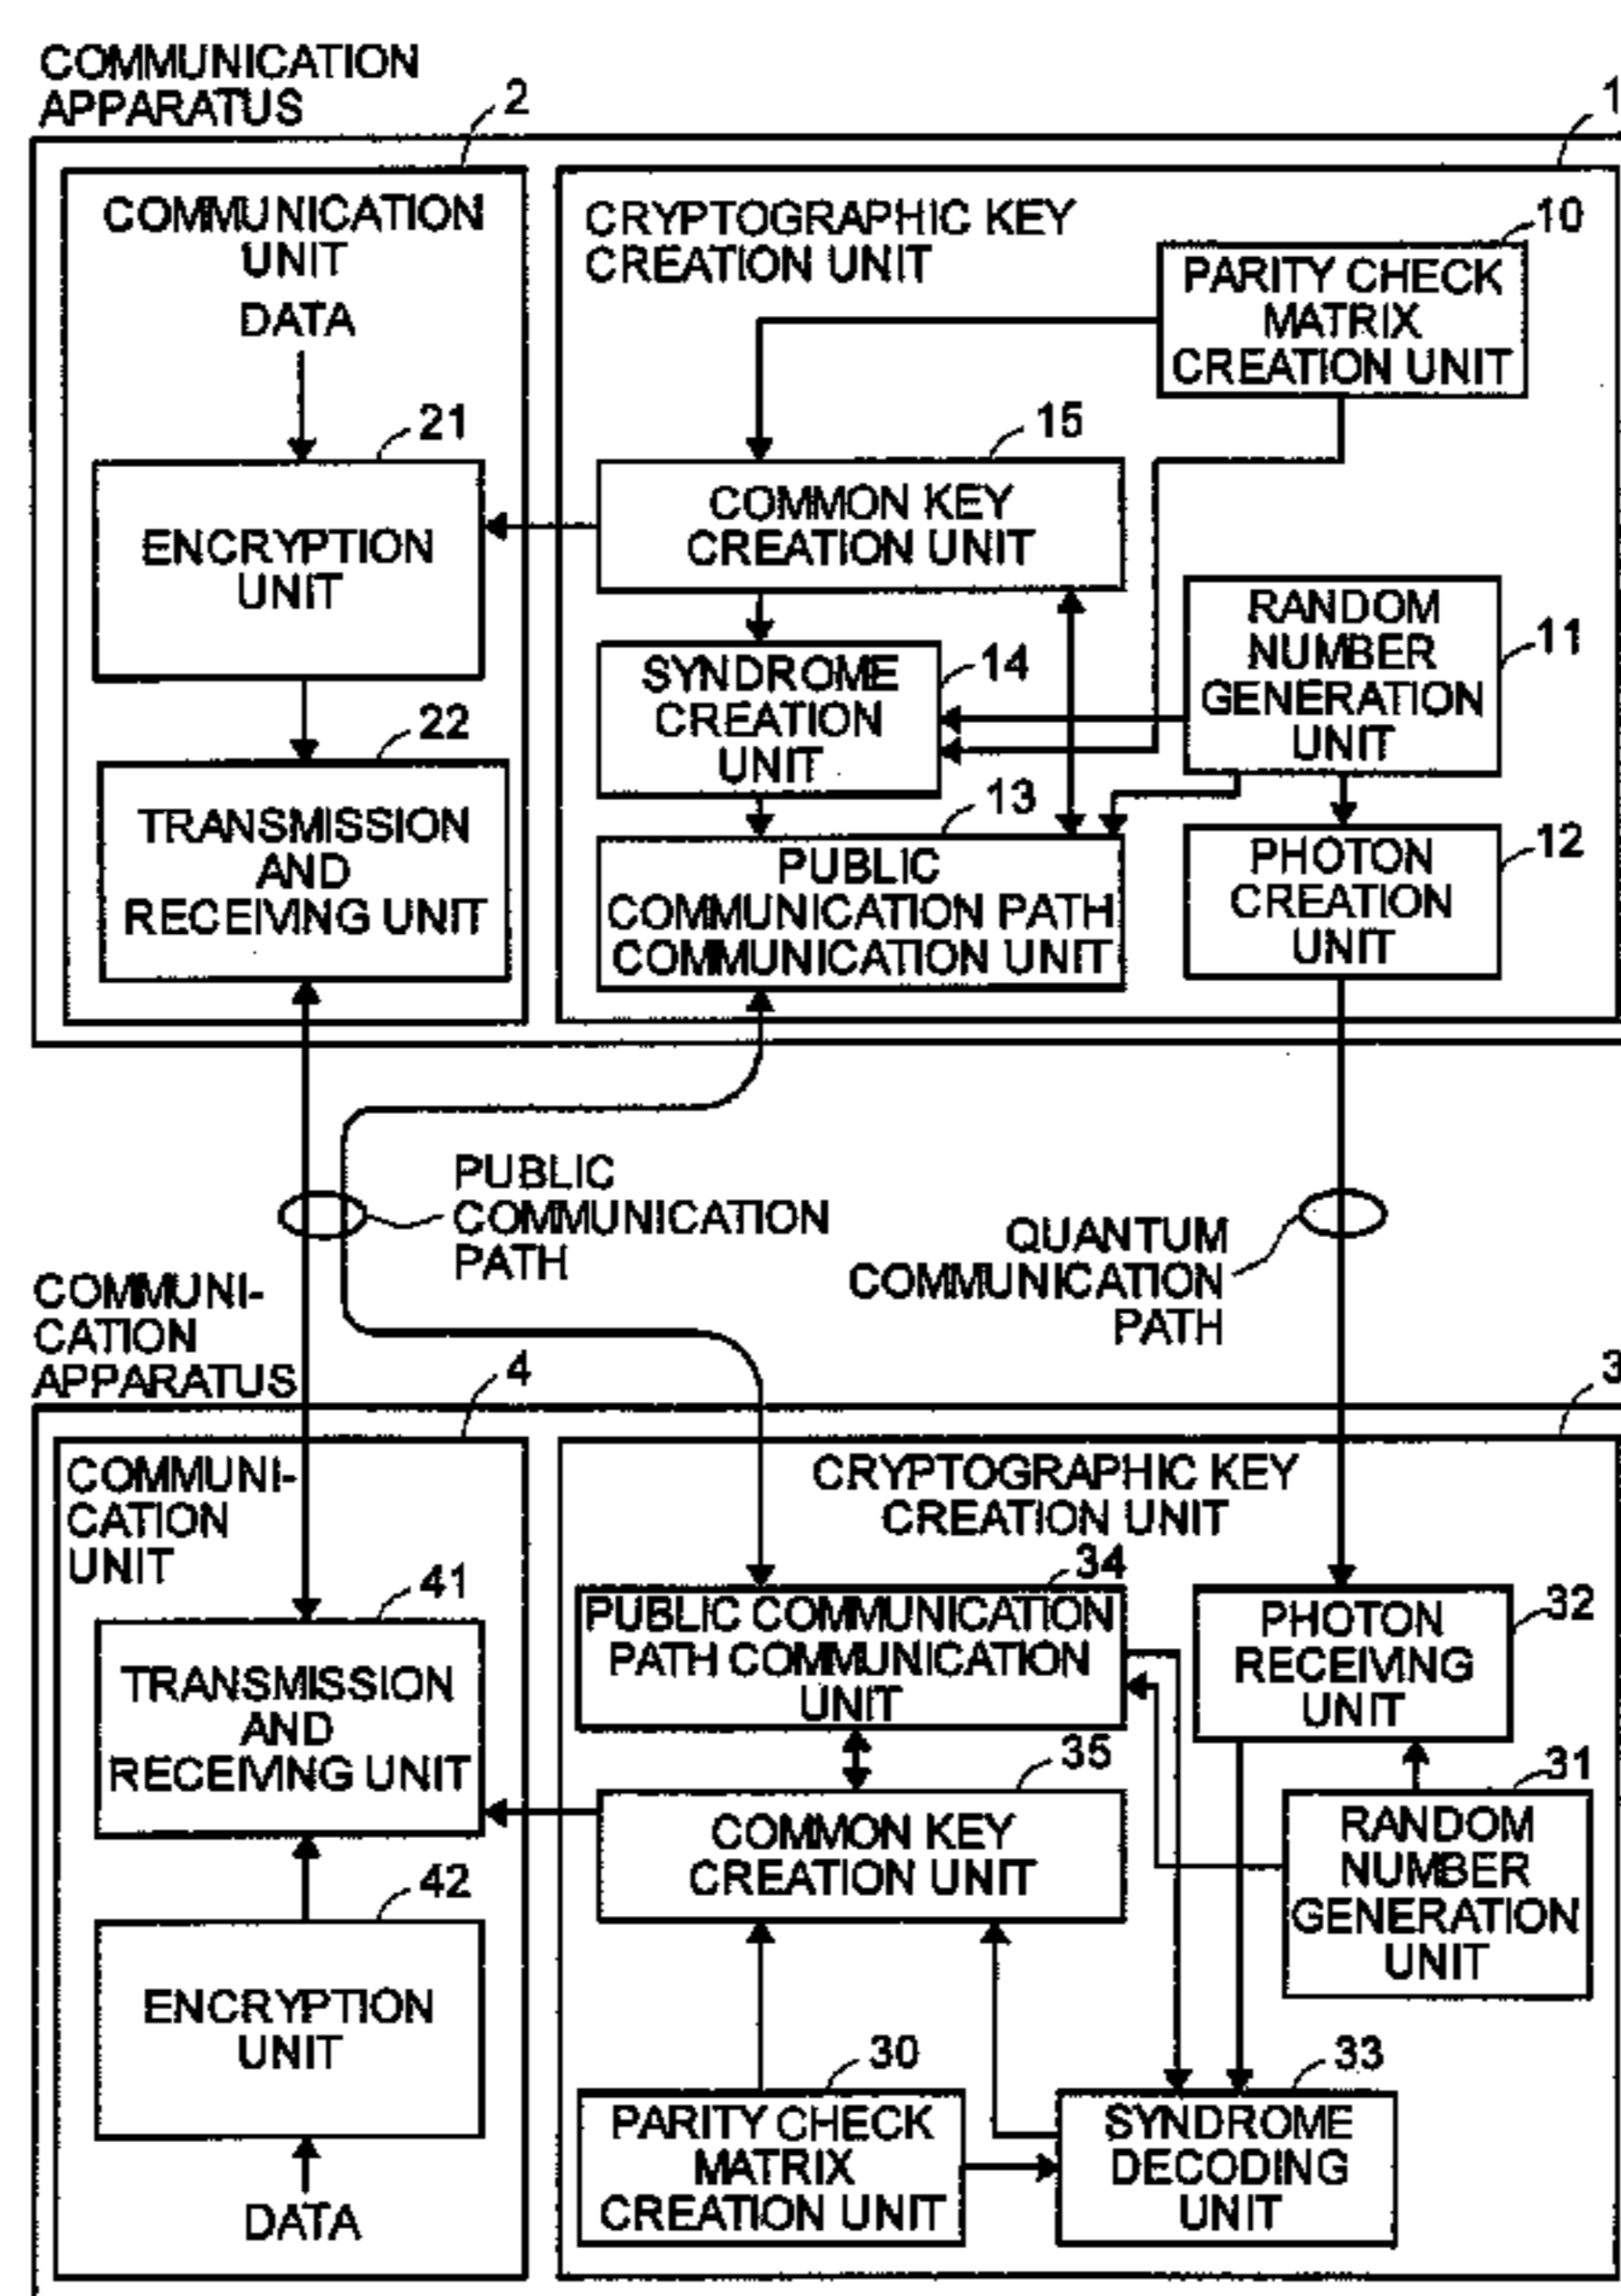 COMMUNICATION
APPARATUS
2
1
COMMUNICATION
UNIT
DATA
CRYPTOGRAPHIC KEY
CREATION UNIT
10
PARITY CHECK
MATRIX
CREATION UNIT
21
ENCRYPTION
UNIT
15
COMMON KEY
CREATION UNIT
RANDOM
NUMBER
GENERATION
UNIT
11
SYNDROME
CREATION
UNIT
14
22
TRANSMISSION
AND
RECEIVING UNIT
13
PUBLIC
COMMUNICATION PATH
COMMUNICATION UNIT
PHOTON
CREATION
UNIT
12
PUBLIC
COMMUNICATION
PATH
QUANTUM
COMMUNICATION
PATH
COMMUNI-
CATION
APPARATUS
4
3
COMMUNI-
CATION
UNIT
CRYPTOGRAPHIC KEY
CREATION UNIT
41
TRANSMISSION
AND
RECEIVING UNIT
34
PUBLIC COMMUNICATION
PATH COMMUNICATION
UNIT
PHOTON
RECEIVING
UNIT
32
35
COMMON KEY
CREATION UNIT
31
RANDOM
NUMBER
GENERATION
UNIT
42
ENCRYPTION
UNIT
DATA
30
PARITY CHECK
MATRIX
CREATION UNIT
33
SYNDROME
DECODING
UNIT